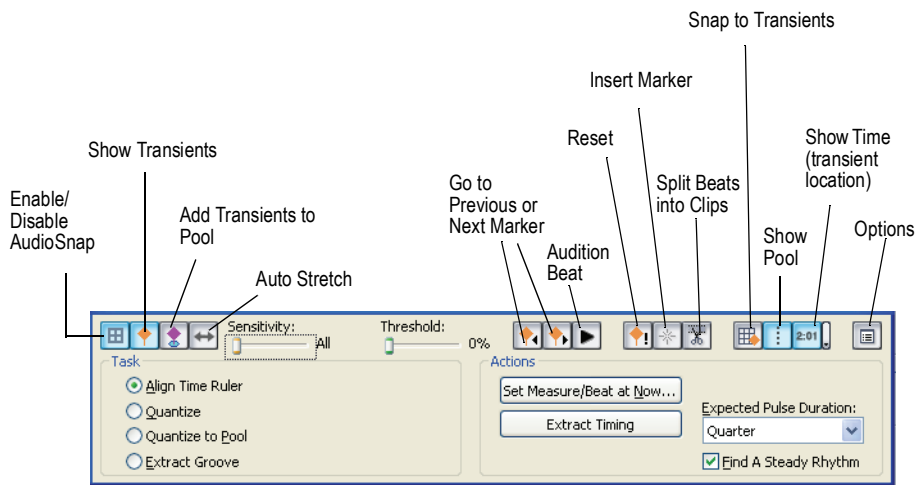 Snap to Transients
Insert Marker
Reset
Show Time
(transient
location)
Show Transients
Go to
Previous or
Next Marker
Split Beats
into Clips
Enable/
Disable
AudioSnap
Add Transients to
Pool
Show
Pool
Options
Audition
Beat
Auto Stretch
Sensitivity:
All
Threshold:
0%
2:01
Task
Align Time Ruler
Quantize
Quantize to Pool
Extract Groove
Actions
Set Measure/Beat at Now...
Extract Timing
Expected Pulse Duration:
Quarter
Find A Steady Rhythm